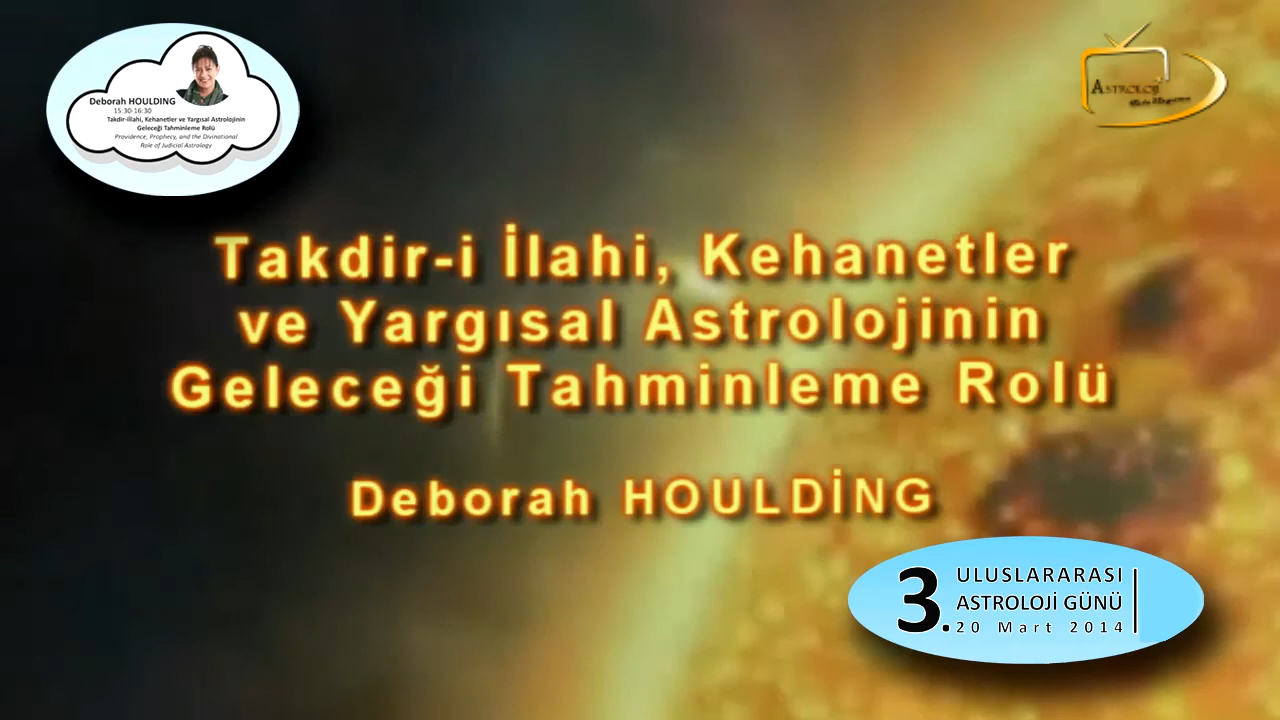 Deborah HOULDING
15:30-16:30
Takdir-iİlahi, Kehanetler ve Yargısal Astrolojinin
Geleceği Tahminleme Rolü
Providence, Prophecy, and the Divinational
Role of Judicial Astrology
ASTROLOJİ
Takdir-i İlahi, Kehanetler
ve Yargısal Astrolojinin
Geleceği Tahminleme Rolü
Deborah HOULDİNG
3. ULUSLARARASI
ASTROLOJİ GÜNÜ
20 Mart 2014